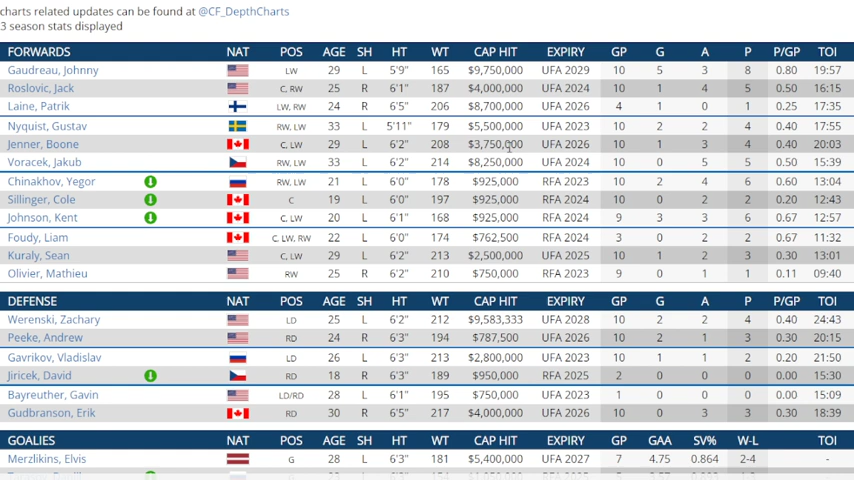 charts related updates can be found at @CF_DepthCharts
3 season stats displayed
FORWARDS NAT POS AGE SH HT WT CAP HIT EXPIRY GP G A P P/GP TOI
Gaudreau, Johnny LW 29 L 5'9" 165 $9,750,000 UFA 2029 10 5 3 8 0.80 19:57
Roslovic, Jack C, RW 25 R 6'1" 187 $4,000,000 UFA 2024 10 1 4 5 0.50 16:15
Laine, Patrik LW, RW 24 R 6'5" 206 $8,700,000 UFA 2026 4 1 0 1 0.25 17:35
Nyquist, Gustav RW, LW 33 L 5'11" 179 $5,500,000 UFA 2023 10 2 2 4 0.40 17:55
Jenner, Boone C, LW 29 L 6'2" 208 $3,750,000 UFA 2026 10 1 3 4 0.40 20:03
Voracek, Jakub RW, LW 33 L 6'2" 214 $8,250,000 UFA 2024 10 0 5 5 0.50 15:39
Chinakhov, Yegor RW, LW 21 L 6'0" 178 $925,000 RFA 2023 10 2 4 6 0.60 13:04
Sillinger, Cole C 19 L 6'0" 197 $925,000 RFA 2024 10 0 2 2 0.20 12:43
Johnson, Kent C, LW 20 L 6'1" 168 $925,000 RFA 2024 9 3 3 6 0.67 12:57
Foudy, Liam C, LW, RW 22 L 6'0" 174 $762,500 RFA 2024 3 0 2 2 0.67 11:32
Kuraly, Sean C, LW 29 L 6'2" 213 $2,500,000 UFA 2025 10 1 2 3 0.30 13:01
Olivier, Mathieu RW 25 R 6'2" 210 $750,000 RFA 2023 9 0 1 1 0.11 09:40
DEFENSE NAT POS AGE SH HT WT CAP HIT EXPIRY GP G A P P/GP TOI
Werenski, Zachary LD 25 L 6'2" 212 $9,583,333 UFA 2028 10 2 2 4 0.40 24:43
Peeke, Andrew RD 24 R 6'3" 194 $787,500 RFA 2026 10 2 1 3 0.30 20:15
Gavrikov, Vladislav LD 26 L 6'3" 213 $2,800,000 UFA 2023 10 1 1 2 0.20 21:50
Jiricek, David RD 18 R 6'3" 189 $950,000 RFA 2025 2 0 0 0 0.00 15:30
Bayreuther, Gavin LD/RD 28 L 6'1" 195 $750,000 UFA 2023 1 0 0 0 0.00 15:09
Gudbranson, Erik RD 30 R 6'5" 217 $4,000,000 UFA 2026 10 0 3 3 0.30 18:39
GOALIES NAT POS AGE SH HT WT CAP HIT EXPIRY GP GAA SV% W-L TOI
Merzlikins, Elvis G 28 L 6'3" 181 $5,400,000 UFA 2027 7 4.75 0.864 2-4 -